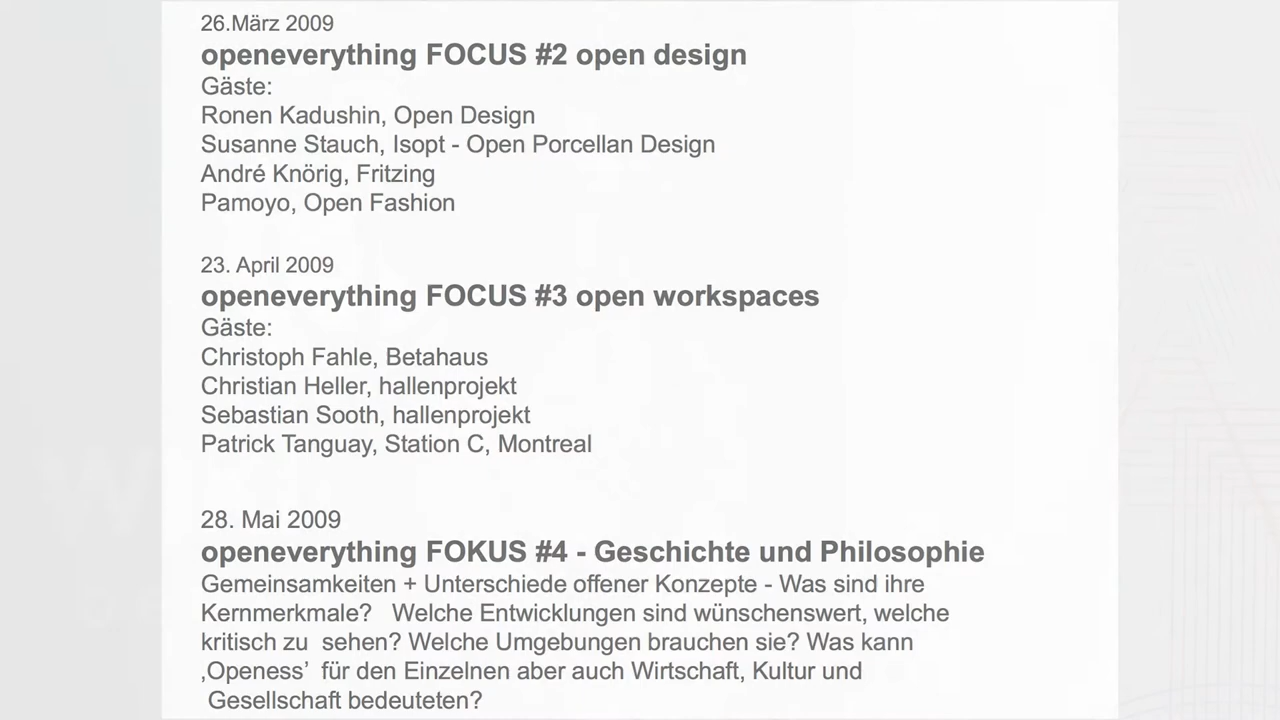 26.März 2009
openeverything FOCUS #2 open design
Gäste:
Ronen Kadushin, Open Design
Susanne Stauch, Isopt - Open Porcellan Design
André Knörig, Fritzing
Pamoyo, Open Fashion
23. April 2009
openeverything FOCUS #3 open workspaces
Gäste:
Christoph Fahle, Betahaus
Christian Heller, hallenprojekt
Sebastian Sooth, hallenprojekt
Patrick Tanguay, Station C, Montreal
28. Mai 2009
openeverything FOKUS #4 - Geschichte und Philosophie
Gemeinsamkeiten + Unterschiede offener Konzepte - Was sind ihre
Kernmerkmale? Welche Entwicklungen sind wünschenswert, welche
kritisch zu sehen? Welche Umgebungen brauchen sie? Was kann
‚Openess’ für den Einzelnen aber auch Wirtschaft, Kultur und
Gesellschaft bedeuteten?